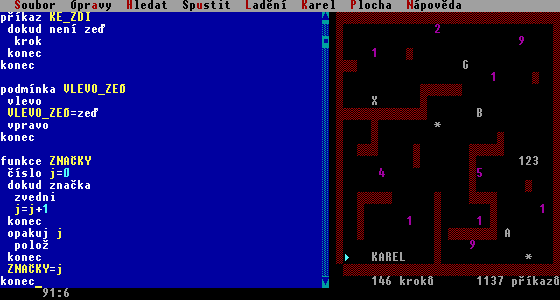 Soubor Úpravy Hledat Spustit Ladění Karel Plocha Nápověda
příkaz KE_ZDI
dokud není zeď
krok
konec
konec
podmínka VLEVO_ZEĎ
vlevo
VLEVO_ZEĎ=zeď
vpravo
konec
funkce ZNAČKY
číslo j=0
dokud značka
zvedni
j=j+1
konec
opakuj j
polož
konec
ZNAČKY=j
konec_
91:6
2
9
1
G
1
X
B
*
123
4
5
1
1
1
A
9
KAREL
*
146 kroků 1137 příkazů